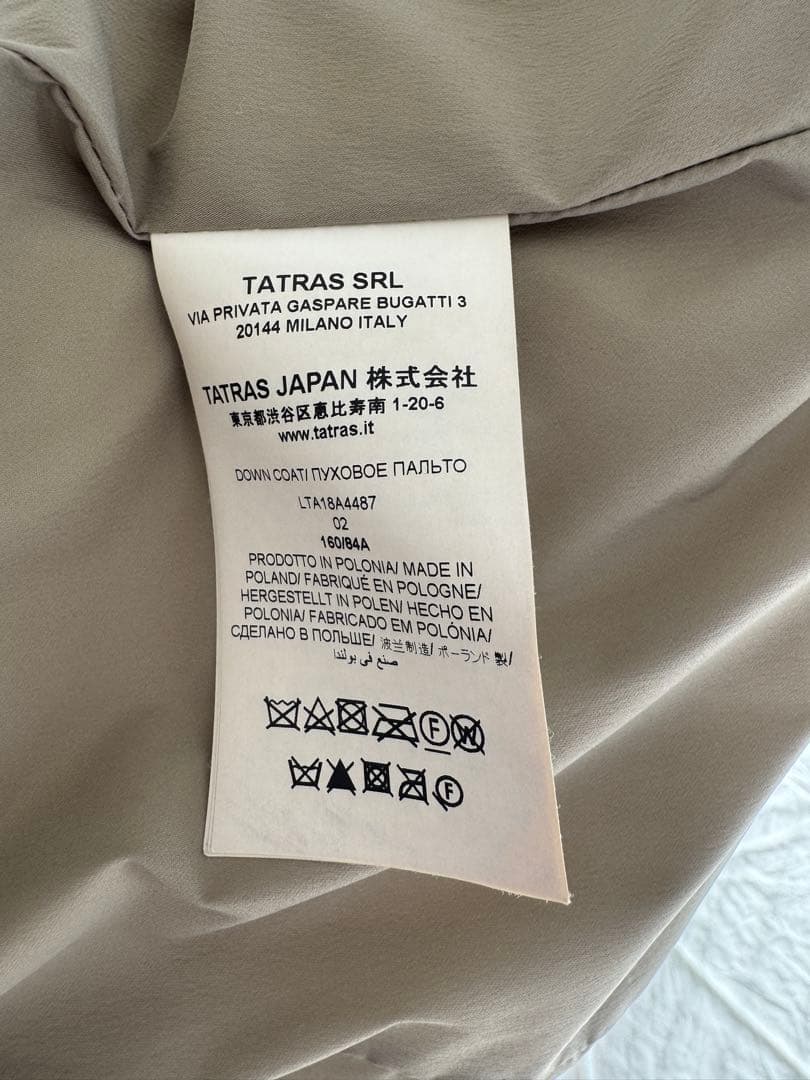 TATRAS SRL
VIA PRIVATA GASPARE BUGATTI 3
20144 MILANO ITALY
TATRAS JAPAN 株式会社
東京都渋谷区恵比寿南 1-20-6
www.tatras.it
DOWN COAT/ ПУХОВОЕ ПАЛЬТО
LTA18A4487
02
160/84A
PRODOTTO IN POLONIA/ MADE IN
POLAND/ FABRIQUÉ EN POLOGNE/
HERGESTELLT IN POLEN/ HECHO EN
POLONIA/ FABRICADO EM POLÓNIA/
СДЕЛАНО В ПОЛЬШЕ/ 波兰制造/ ポーランド 製/
صنع في بولندا
F W
F